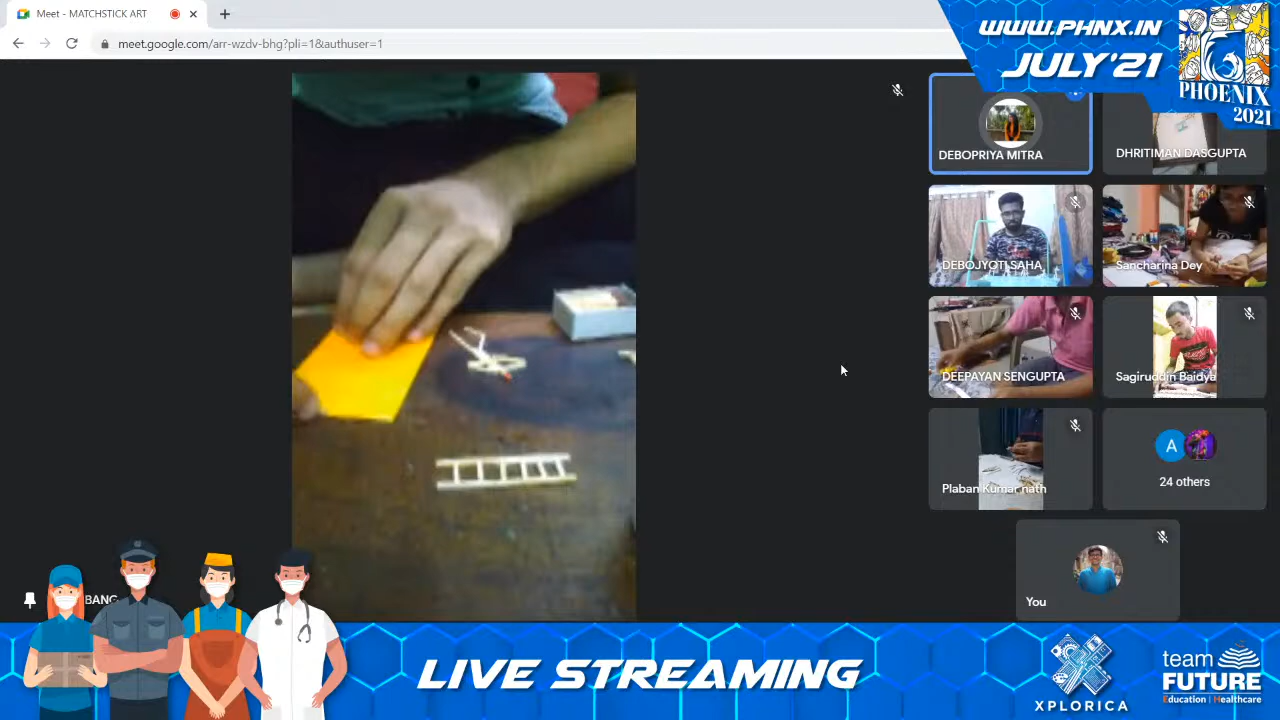 Meet - MATCHSTICK ART
meet.google.com/arr-wzdv-bhg?pli=1&authuser=1
WWW.PHNX.IN
JULY'21
PHOENIX
2021
DEBOPRIYA MITRA
DHRITIMAN DASGUPTA
DEBOJYOTI SAHA
Sancharina Dey
DEEPAYAN SENGUPTA
Sagiruddin Baidya
Plaban Kumar nath
A
24 others
You
BANG
LIVE STREAMING
XPLORICA
team
FUTURE
Education | Healthcare